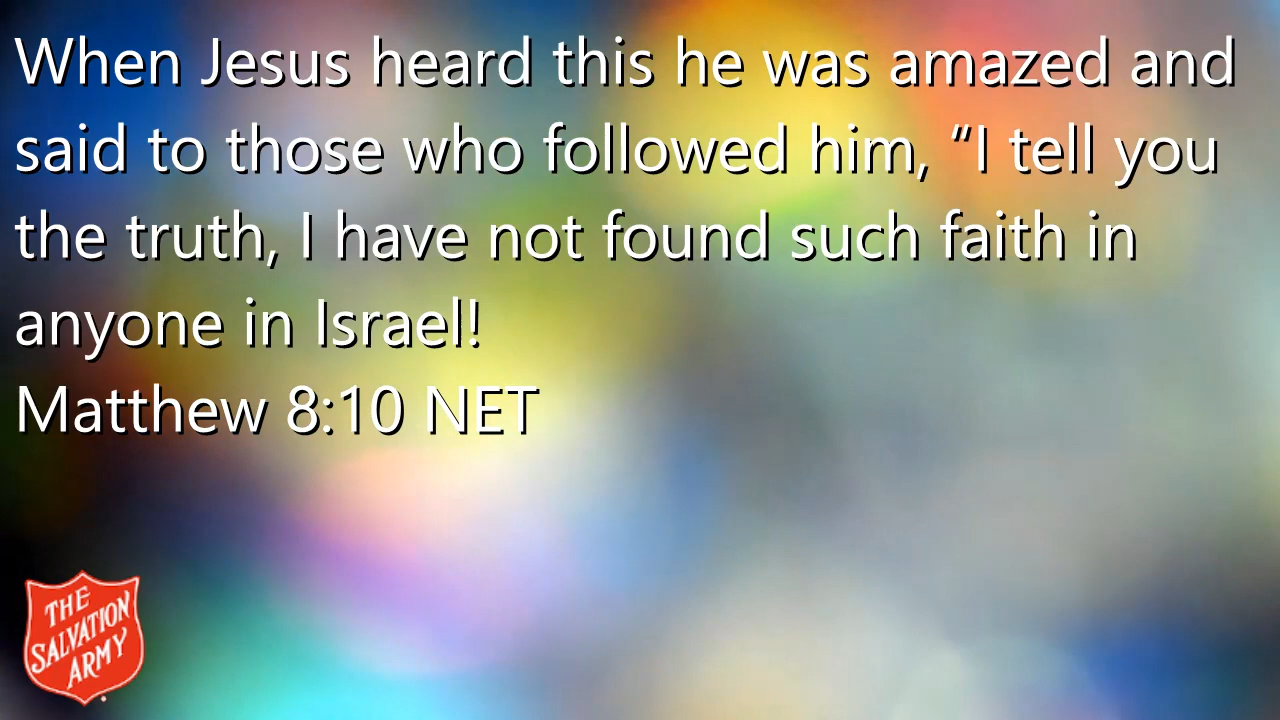 When Jesus heard this he was amazed and
said to those who followed him, “I tell you
the truth, I have not found such faith in
anyone in Israel!
Matthew 8:10 NET
THE
SALVATION
ARMY